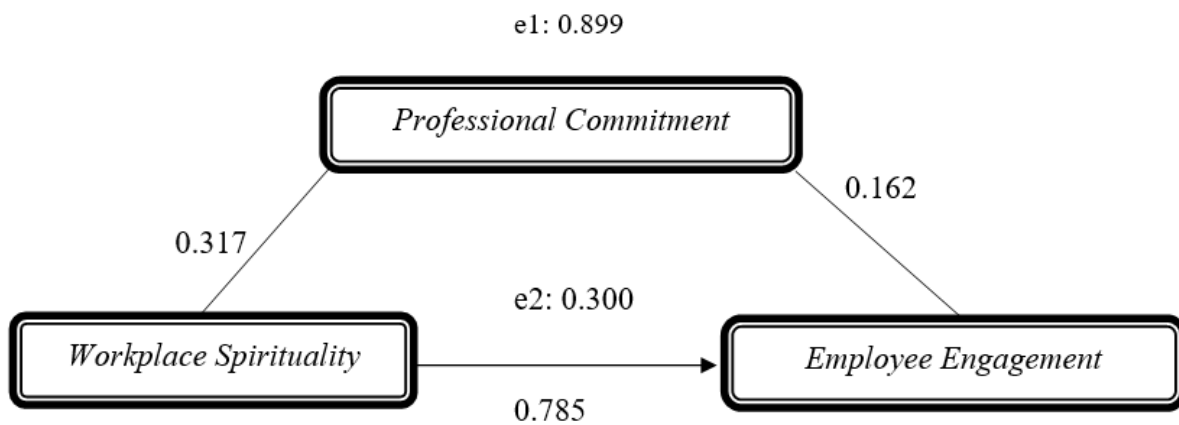 e1: 0.899
Professional Commitment
0.162
0.317
e2: 0.300
Workplace Spirituality
Employee Engagement
0.785